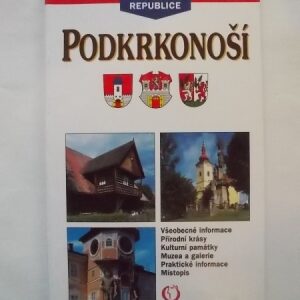 REPUBLICE
PODKRKONOŠÍ
Všeobecné informace
Přírodní krásy
Kulturní památky
Muzea a galerie
Praktické informace
Místopis